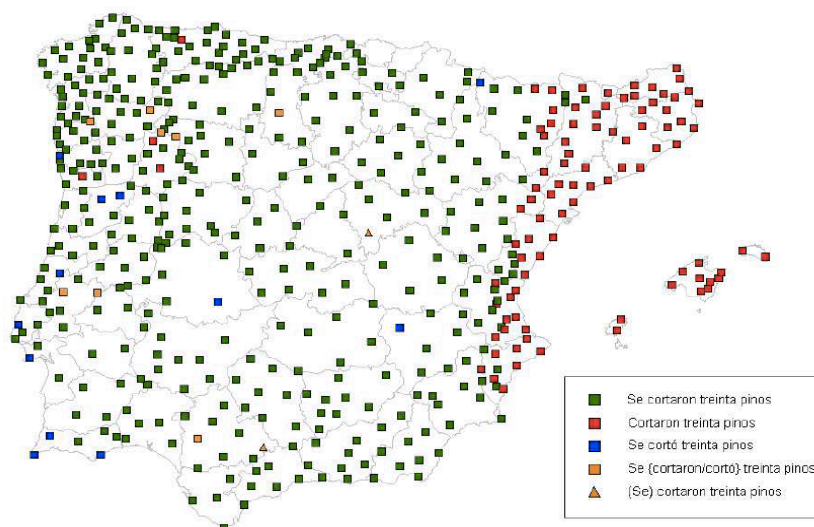 Se cortaron treinta pinos
Cortaron treinta pinos
Se cortó treinta pinos
Se {cortaron/cortó} treinta pinos
(Se) cortaron treinta pinos